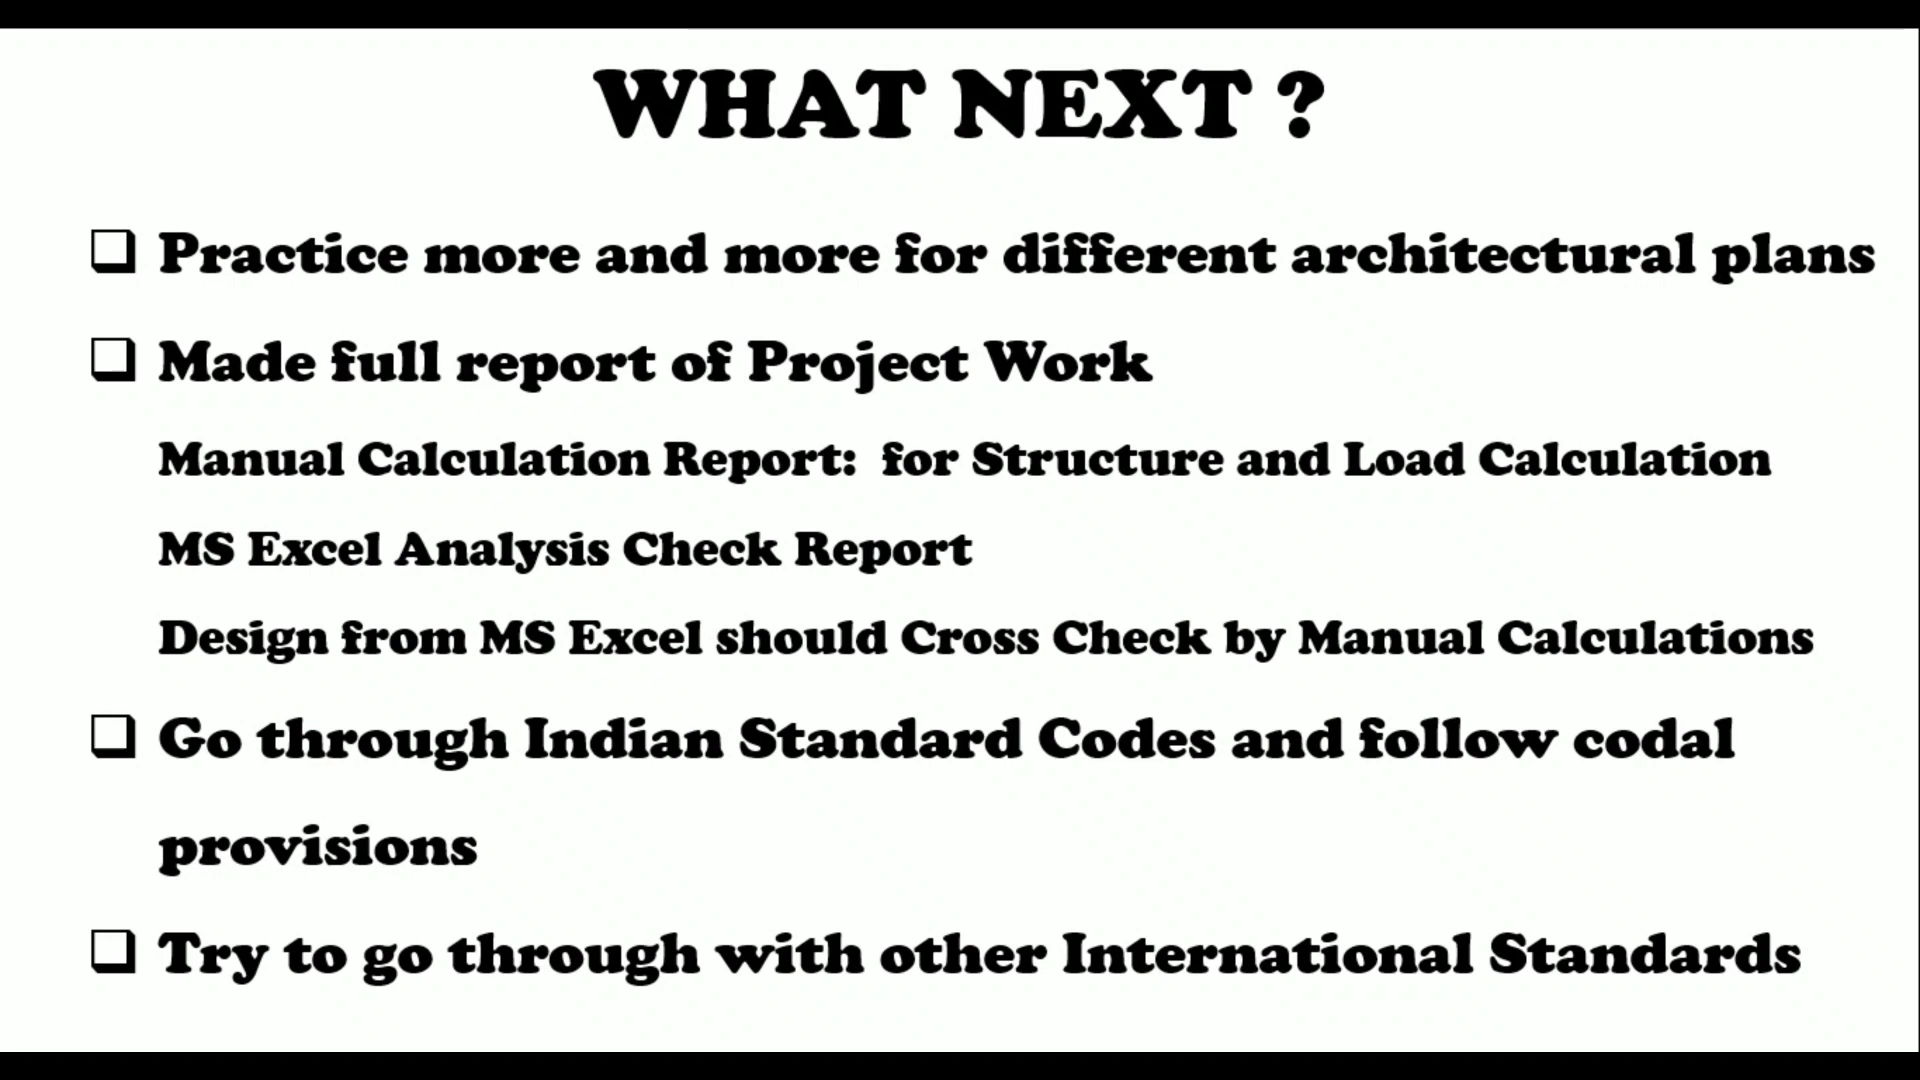 WHAT NEXT ?
❑ Practice more and more for different architectural plans
❑ Made full report of Project Work
Manual Calculation Report:  for Structure and Load Calculation
MS Excel Analysis Check Report
Design from MS Excel should Cross Check by Manual Calculations
❑ Go through Indian Standard Codes and follow codal
provisions
❑ Try to go through with other International Standards